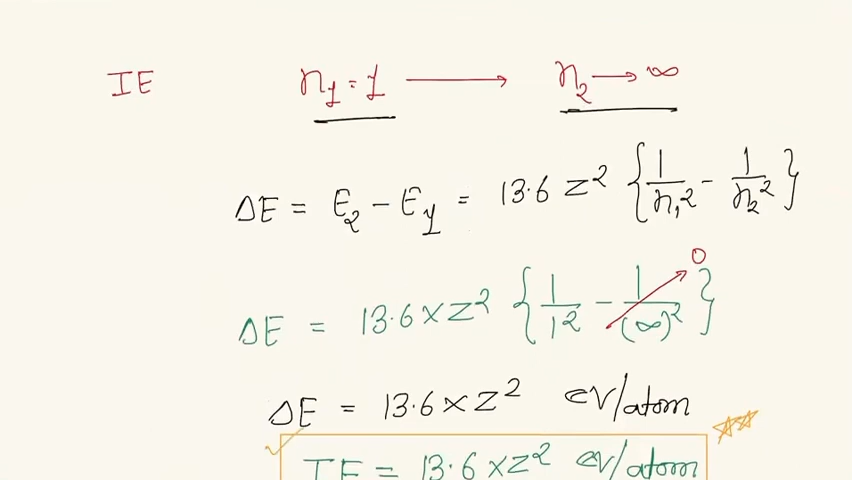 IE n₁ = 1 ⟶ n₂ → ∞
ΔE = E₂ - E₁ = 13.6 Z² {1/n₁² - 1/n₂²}
ΔE = 13.6 x Z² {1/1² - 1/(∞)²} 0
ΔE = 13.6 x Z² eV/atom
IE = 13.6 x Z² eV/atom